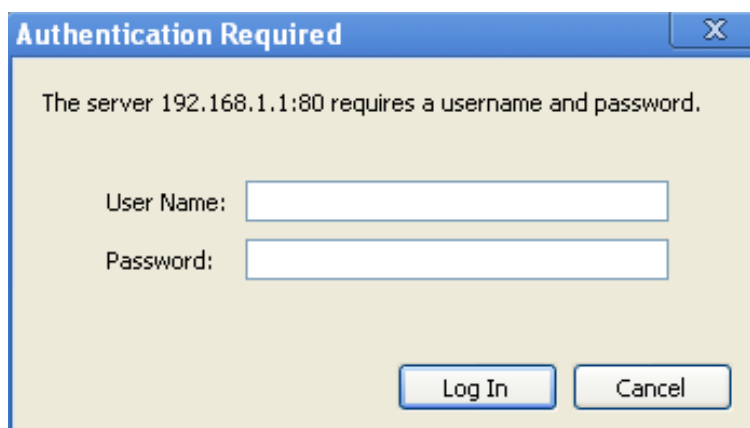 Authentication Required
The server 192.168.1.1:80 requires a username and password.
User Name:
Password:
Log In
Cancel